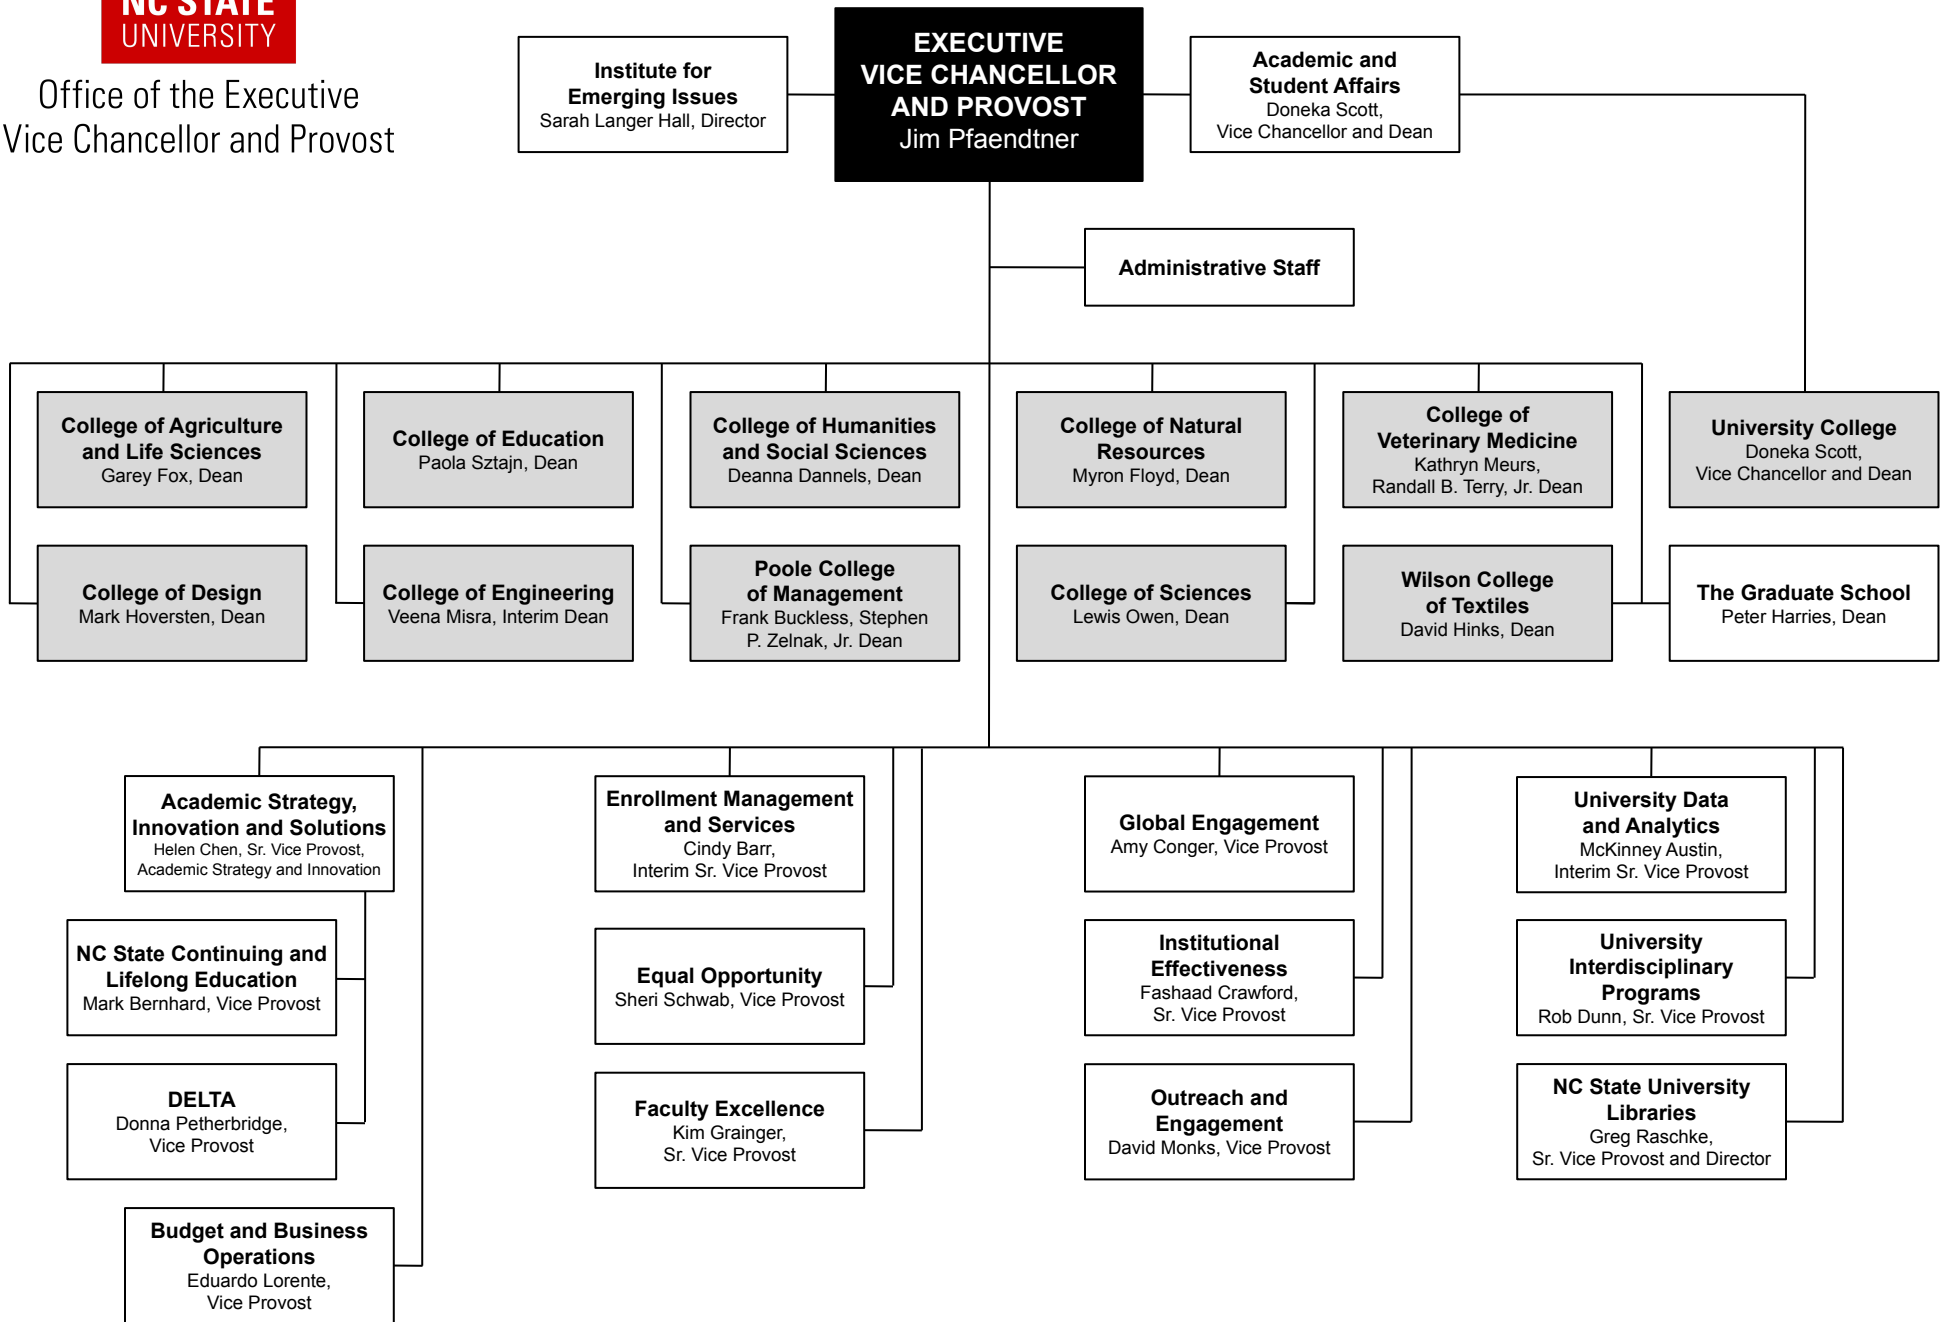 NC STATE
UNIVERSITY
Office of the Executive
Vice Chancellor and Provost
Institute for
Emerging Issues
Sarah Langer Hall, Director
EXECUTIVE
VICE CHANCELLOR
AND PROVOST
Jim Pfaendtner
Academic and
Student Affairs
Doneka Scott,
Vice Chancellor and Dean
Administrative Staff
College of Agriculture
and Life Sciences
Garey Fox, Dean
College of Education
Paola Sztajn, Dean
College of Humanities
and Social Sciences
Deanna Dannels, Dean
College of Natural
Resources
Myron Floyd, Dean
College of
Veterinary Medicine
Kathryn Meurs,
Randall B. Terry, Jr. Dean
University College
Doneka Scott,
Vice Chancellor and Dean
College of Design
Mark Hoversten, Dean
College of Engineering
Veena Misra, Interim Dean
Poole College
of Management
Frank Buckless, Stephen
P. Zelnak, Jr. Dean
College of Sciences
Lewis Owen, Dean
Wilson College
of Textiles
David Hinks, Dean
The Graduate School
Peter Harries, Dean
Academic Strategy,
Innovation and Solutions
Helen Chen, Sr. Vice Provost,
Academic Strategy and Innovation
Enrollment Management
and Services
Cindy Barr,
Interim Sr. Vice Provost
Global Engagement
Amy Conger, Vice Provost
University Data
and Analytics
McKinney Austin,
Interim Sr. Vice Provost
NC State Continuing and
Lifelong Education
Mark Bernhard, Vice Provost
Equal Opportunity
Sheri Schwab, Vice Provost
Institutional
Effectiveness
Fashaad Crawford,
Sr. Vice Provost
University
Interdisciplinary
Programs
Rob Dunn, Sr. Vice Provost
DELTA
Donna Petherbridge,
Vice Provost
Faculty Excellence
Kim Grainger,
Sr. Vice Provost
Outreach and
Engagement
David Monks, Vice Provost
NC State University
Libraries
Greg Raschke,
Sr. Vice Provost and Director
Budget and Business
Operations
Eduardo Lorente,
Vice Provost